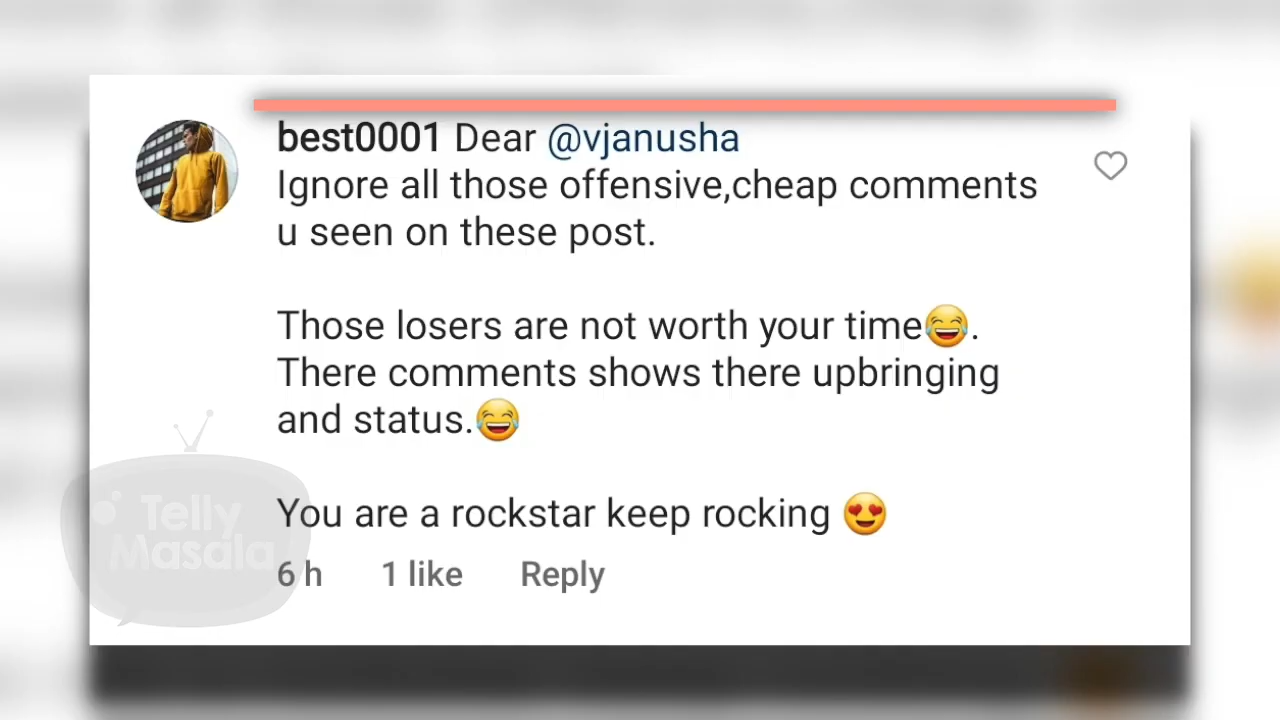 best0001 Dear @vjanusha
Ignore all those offensive,cheap comments
u seen on these post.
Those losers are not worth your time😂.
There comments shows there upbringing
and status.😂
You are a rockstar keep rocking 😍
6 h 1 like Reply
Telly
Masala